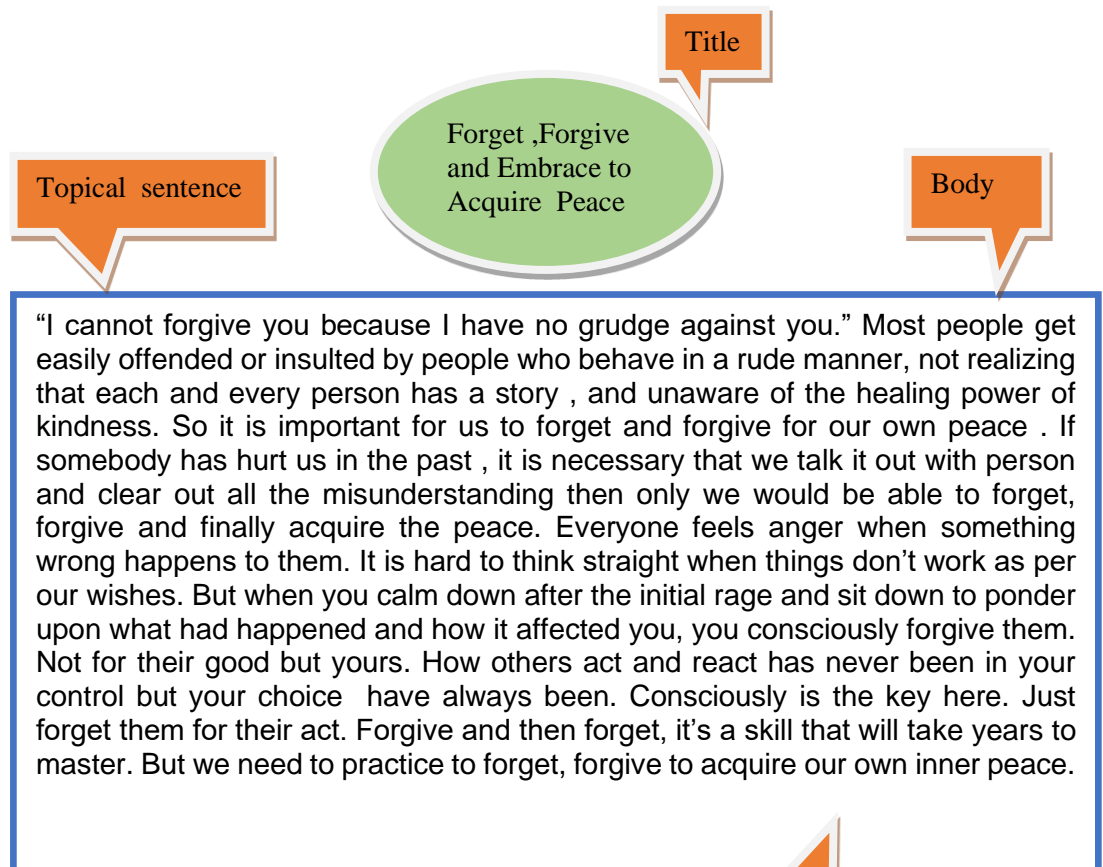 Title
Forget ,Forgive
and Embrace to
Acquire Peace
Topical sentence
Body
“I cannot forgive you because I have no grudge against you.” Most people get
easily offended or insulted by people who behave in a rude manner, not realizing
that each and every person has a story , and unaware of the healing power of
kindness. So it is important for us to forget and forgive for our own peace . If
somebody has hurt us in the past , it is necessary that we talk it out with person
and clear out all the misunderstanding then only we would be able to forget,
forgive and finally acquire the peace. Everyone feels anger when something
wrong happens to them. It is hard to think straight when things don’t work as per
our wishes. But when you calm down after the initial rage and sit down to ponder
upon what had happened and how it affected you, you consciously forgive them.
Not for their good but yours. How others act and react has never been in your
control but your choice have always been. Consciously is the key here. Just
forget them for their act. Forgive and then forget, it’s a skill that will take years to
master. But we need to practice to forget, forgive to acquire our own inner peace.